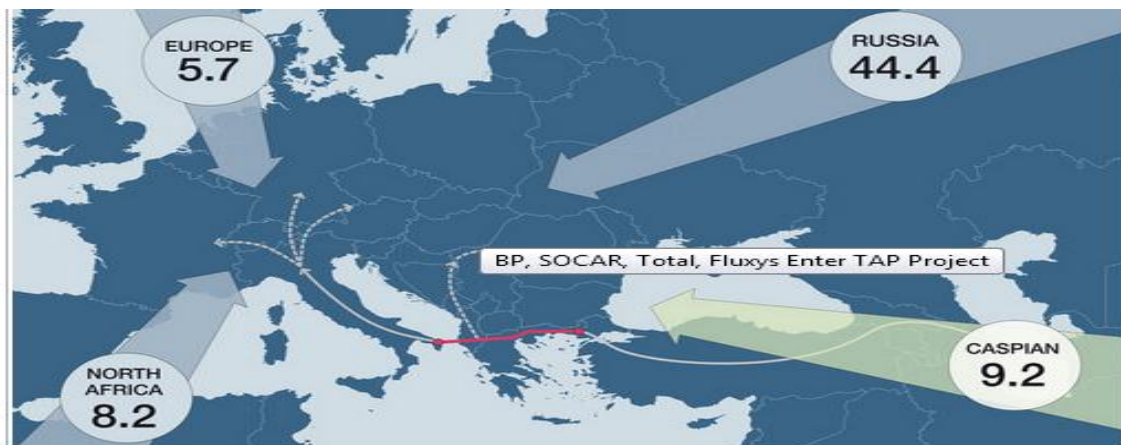 EUROPE
5.7
RUSSIA
44.4
BP, SOCAR, Total, Fluxys Enter TAP Project
CASPIAN
9.2
NORTH
AFRICA
8.2